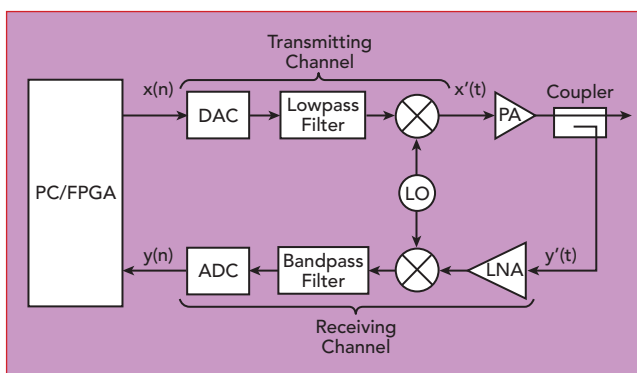 Transmitting
Channel
x(n)
x'(t)
Coupler
DAC
Lowpass
Filter
PA
PC/FPGA
LO
y(n)
ADC
Bandpass
Filter
LNA
y'(t)
Receiving
Channel